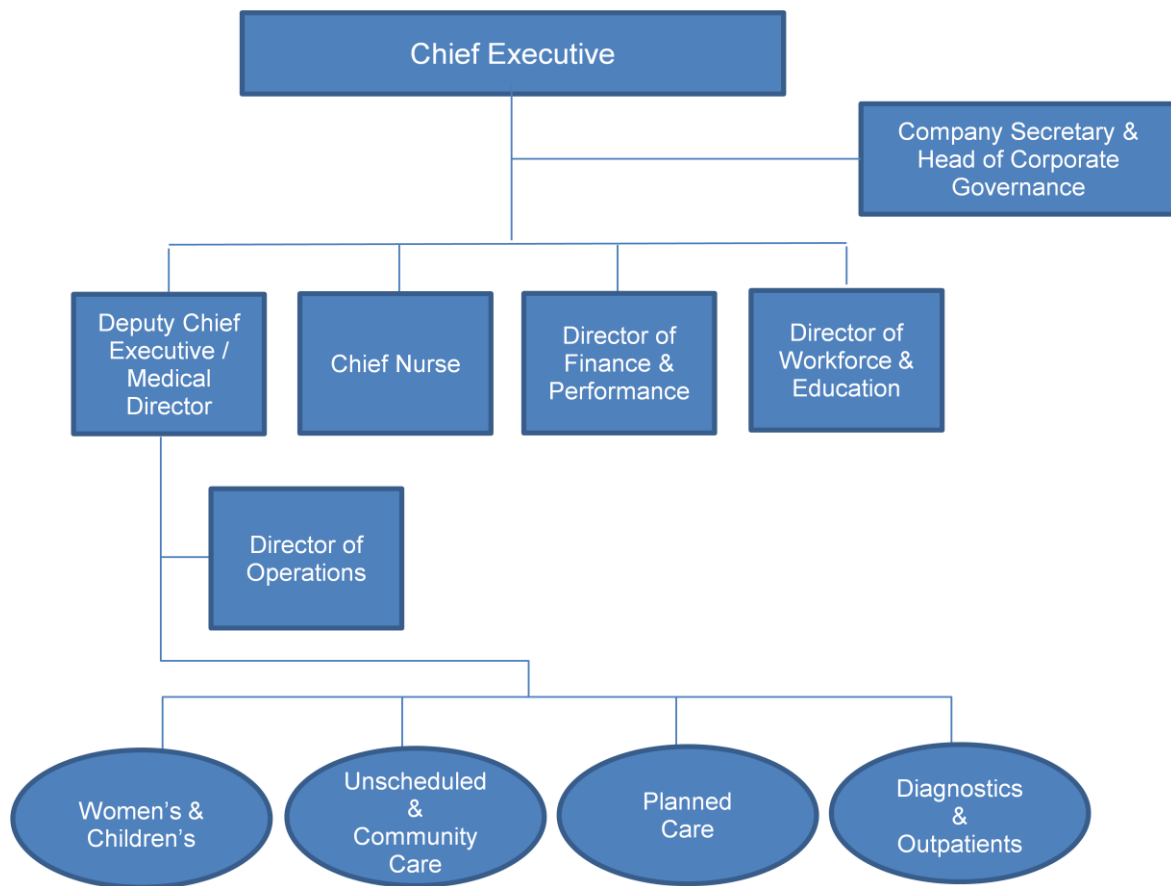 Chief Executive
Company Secretary &
Head of Corporate
Governance
Deputy Chief
Executive /
Medical
Director
Chief Nurse
Director of
Finance &
Performance
Director of
Workforce &
Education
Director of
Operations
Women’s &
Children’s
Unscheduled
&
Community
Care
Planned
Care
Diagnostics
&
Outpatients